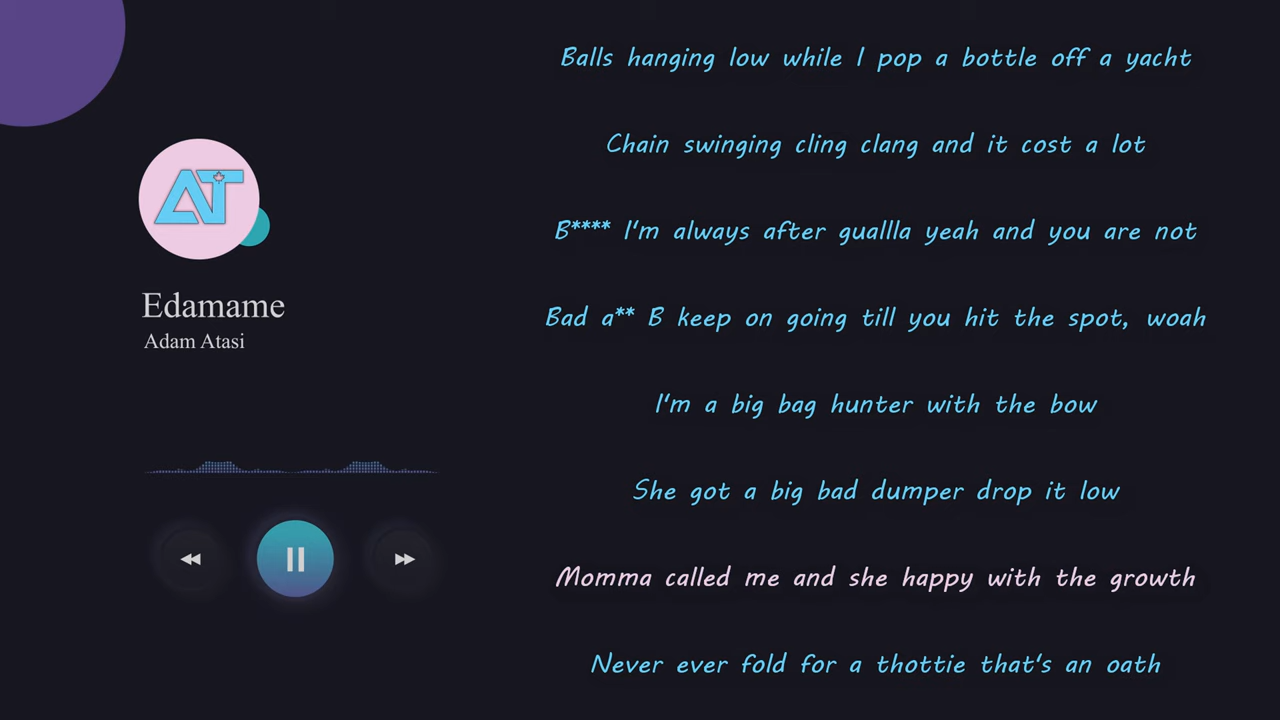 AT
Edamame
Adam Atasi
Balls hanging low while I pop a bottle off a yacht
Chain swinging cling clang and it cost a lot
B**** I'm always after guallla yeah and you are not
Bad a** B keep on going till you hit the spot, woah
I'm a big bag hunter with the bow
She got a big bad dumper drop it low
Momma called me and she happy with the growth
Never ever fold for a thottie that's an oath